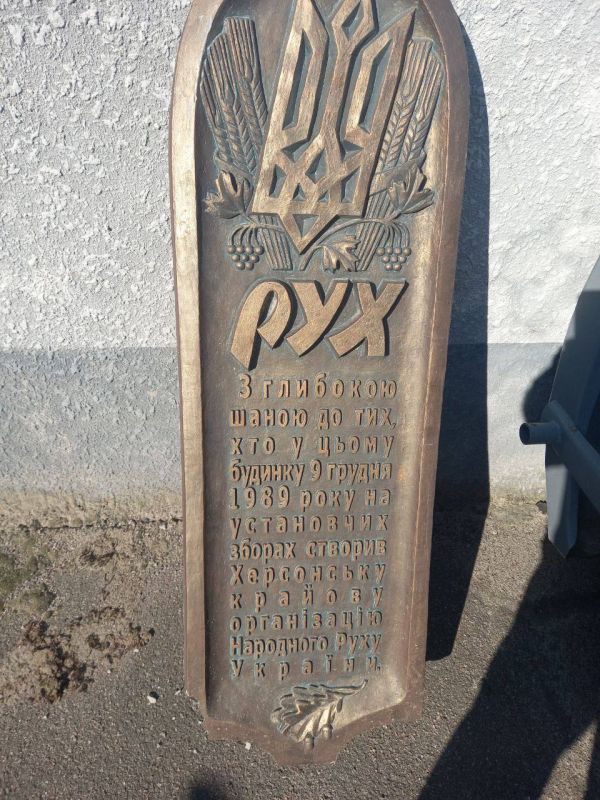 РУХ
З глибокою
шаною до тих,
хто у цьому
будинку 9 грудня
1989 року на
установчих
зборах створив
Херсонську
крайову
організацію
Народного Руху
України.